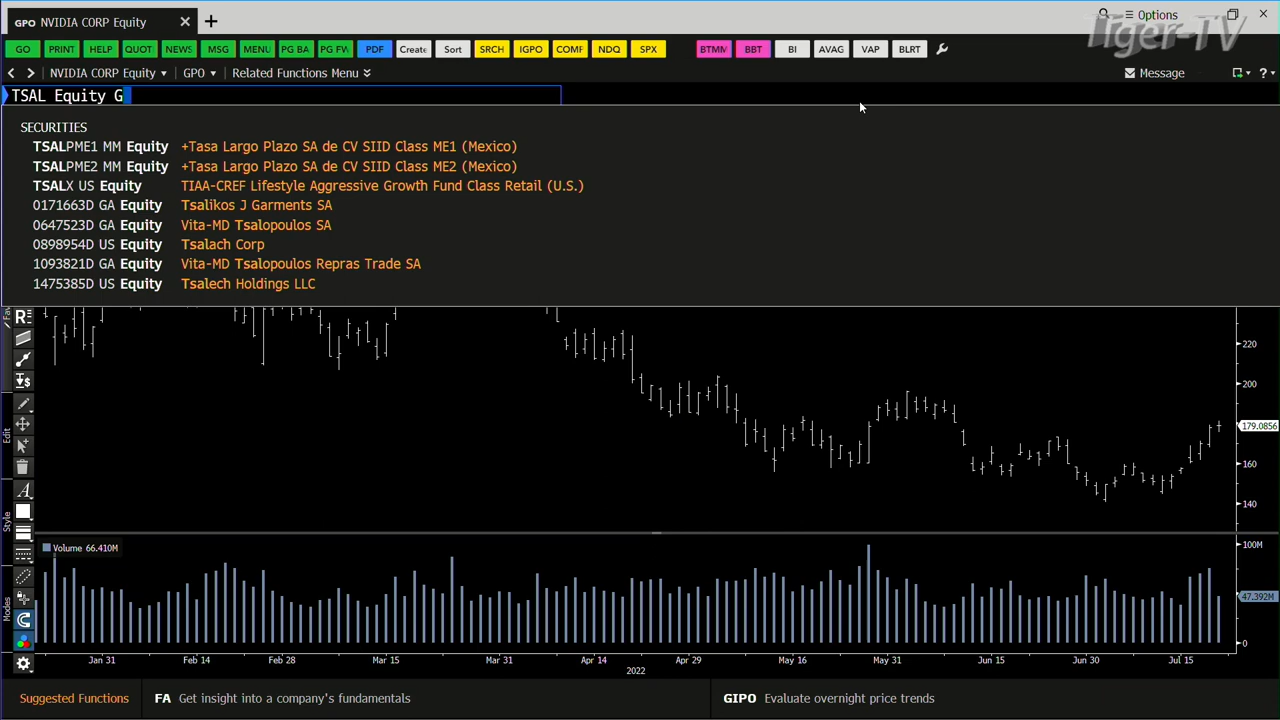 GPO NVIDIA CORP Equity
Options
Tiger-TV
GO PRINT HELP QUOT NEWS MSG MENU PG BA PG FW PDF Create Sort SRCH IGPO COMP NDQ SPX BTMM BBT BI AVAG VAP BLRT
NVIDIA CORP Equity GPO Related Functions Menu Message ?
TSAL Equity G
SECURITIES
TSALPME1 MM Equity +Tasa Largo Plazo SA de CV SIID Class ME1 (Mexico)
TSALPME2 MM Equity +Tasa Largo Plazo SA de CV SIID Class ME2 (Mexico)
TSALX US Equity TIAA-CREF Lifestyle Aggressive Growth Fund Class Retail (U.S.)
0171663D GA Equity Tsalikos J Garments SA
0647523D GA Equity Vita-MD Tsalopoulos SA
0898954D US Equity Tsalach Corp
1093821D GA Equity Vita-MD Tsalopoulos Repras Trade SA
1475385D US Equity Tsalech Holdings LLC
220
200
179.0856
160
140
Edit
Style
Modes
Volume 66.410M
100M
47.392M
0
Jan 31 Feb 14 Feb 28 Mar 15 Mar 31 Apr 14 Apr 29 May 16 May 31 Jun 15 Jun 30 Jul 15
2022
Suggested Functions FA Get insight into a company's fundamentals GIPO Evaluate overnight price trends